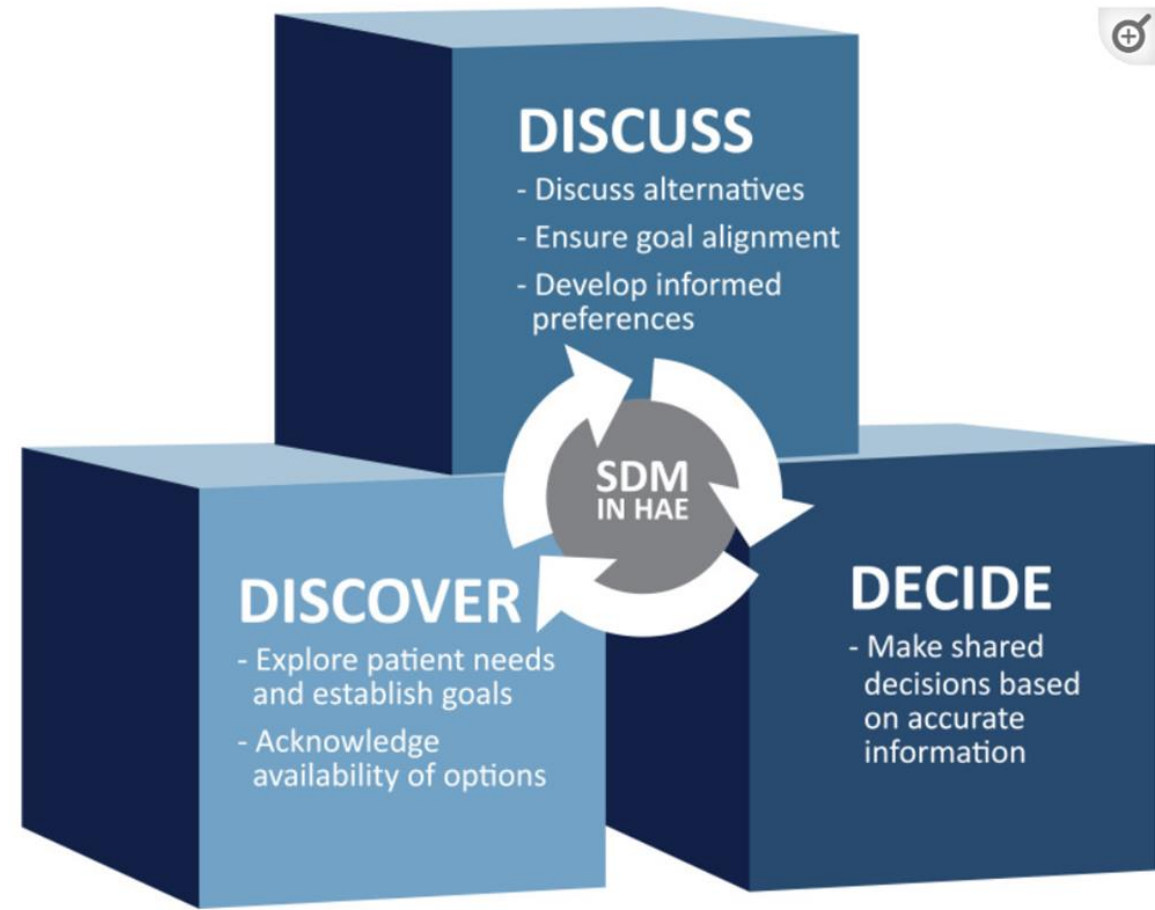 DISCUSS
- Discuss alternatives
- Ensure goal alignment
- Develop informed
preferences
SDM
IN HAE
DISCOVER
- Explore patient needs
and establish goals
- Acknowledge
availability of options
DECIDE
- Make shared
decisions based
on accurate
information